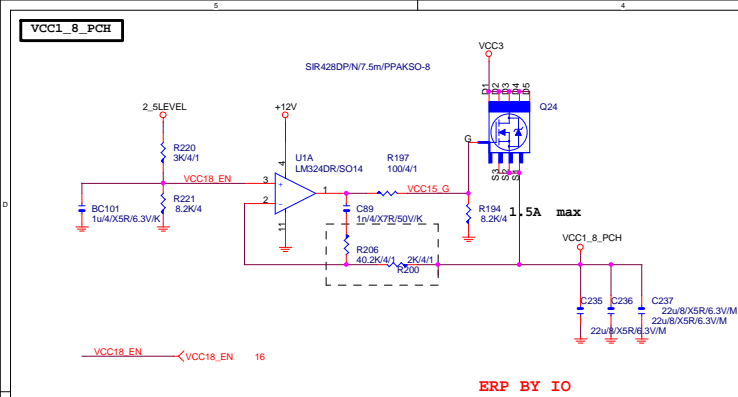 5
4
VCC1_8_PCH
VCC3
SIR428DP/N/7.5m/PPAKSO-8
D1
D2
D3
D4
D5
Q24
G
S3
S2
S1
2_5LEVEL
+12V
R220
3K/4/1
U1A
LM324DR/SO14
R197
100/4/1
VCC18_EN
4
3
+
1
2
-
11
VCC15_G
R221
8.2K/4
BC101
1u/4/X5R/6.3V/K
C89
1n/4/X7R/50V/K
R194
8.2K/4
1.5A max
D
R206
40.2K/4/1
2K/4/1
R200
VCC1_8_PCH
C235
22u/8/X5R/6.3V/M
C236
22u/8/X5R/6.3V/M
C237
22u/8/X5R/6.3V/M
VCC18_EN
VCC18_EN 16
ERP BY IO